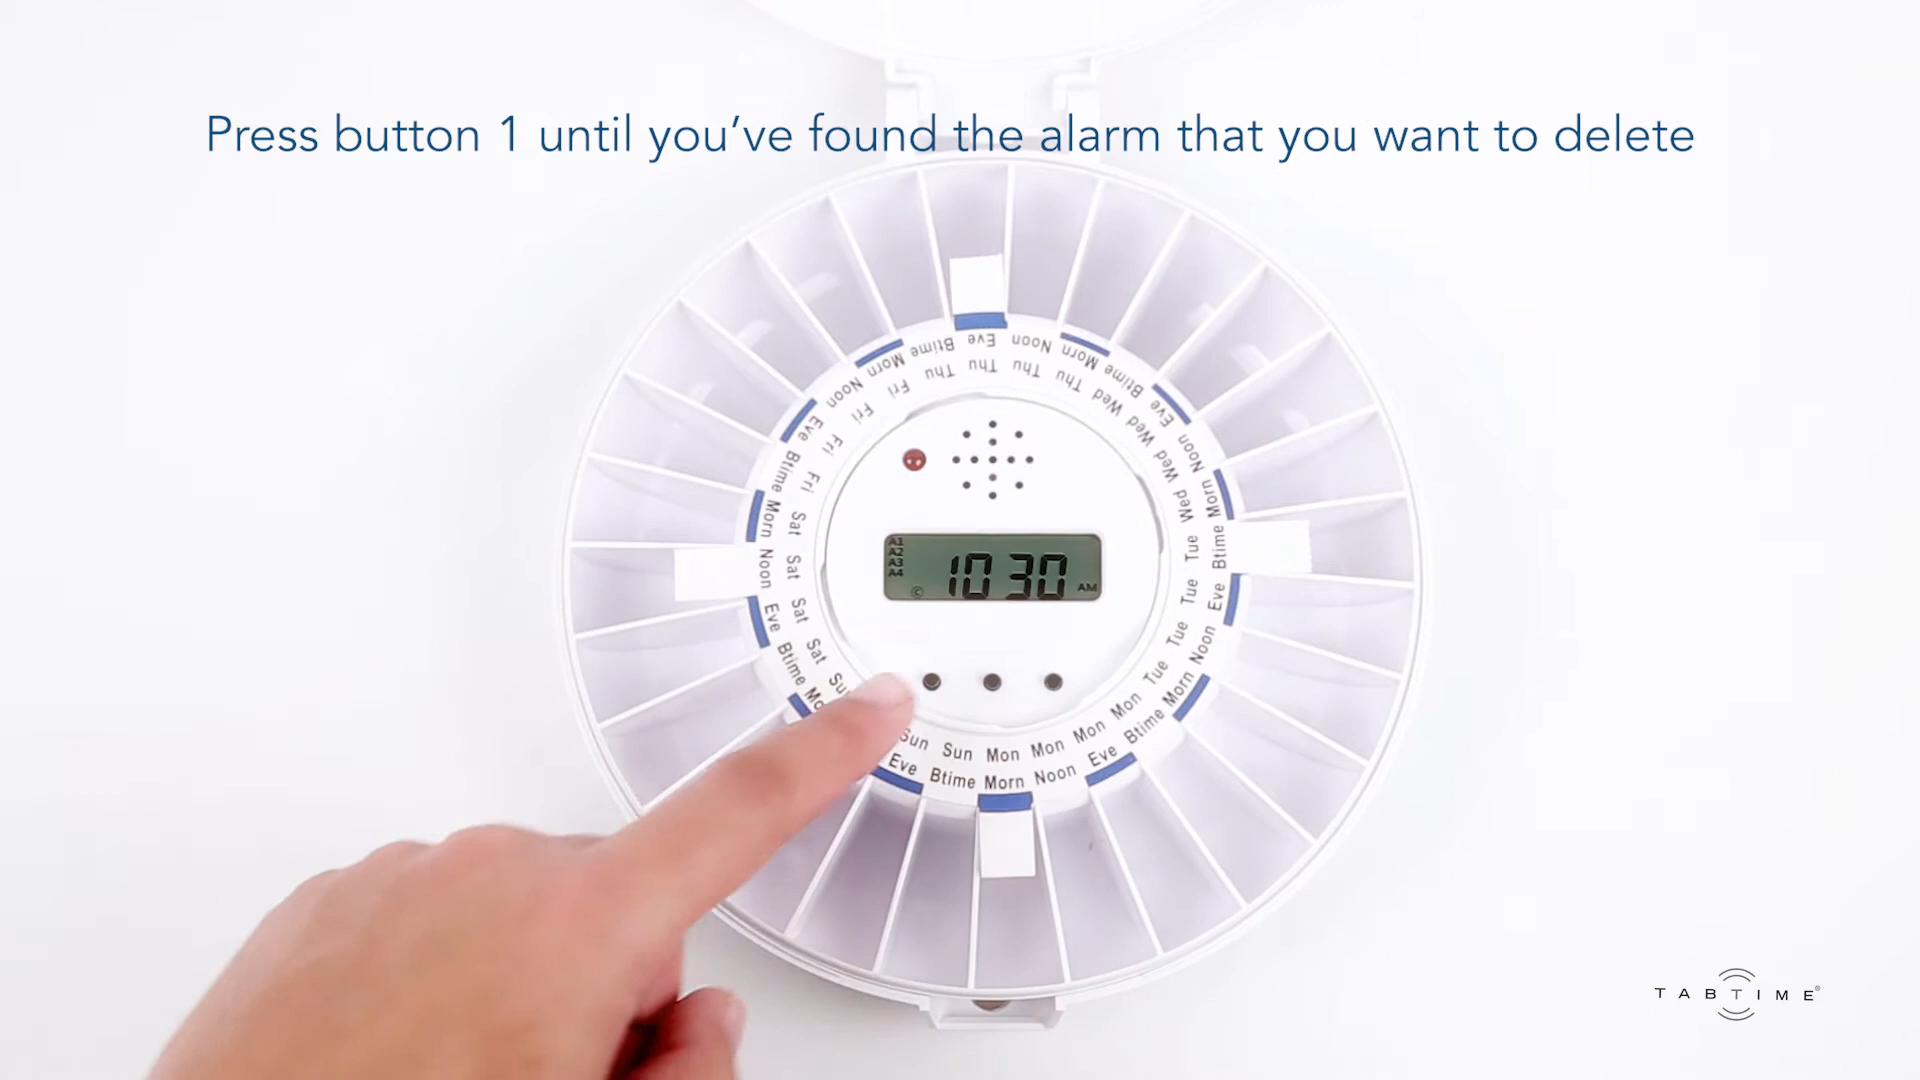 Press button 1 until you've found the alarm that you want to delete
Btime Eve Noon Morn Btime Eve Noon Morn Btime Eve Noon Morn Btime Eve Noon Morn Btime Eve
Noon Eve Btime Morn Noon Eve Btime Morn
Thu Thu Thu Thu Wed Wed Wed Wed Tue Tue Tue Tue Mon Mon Mon Mon Sun Sun
Sat Sat Sat Sat Fri Fri Fri Fri
A1
A2
A3
A4
© 10 30 AM
TABTIME®